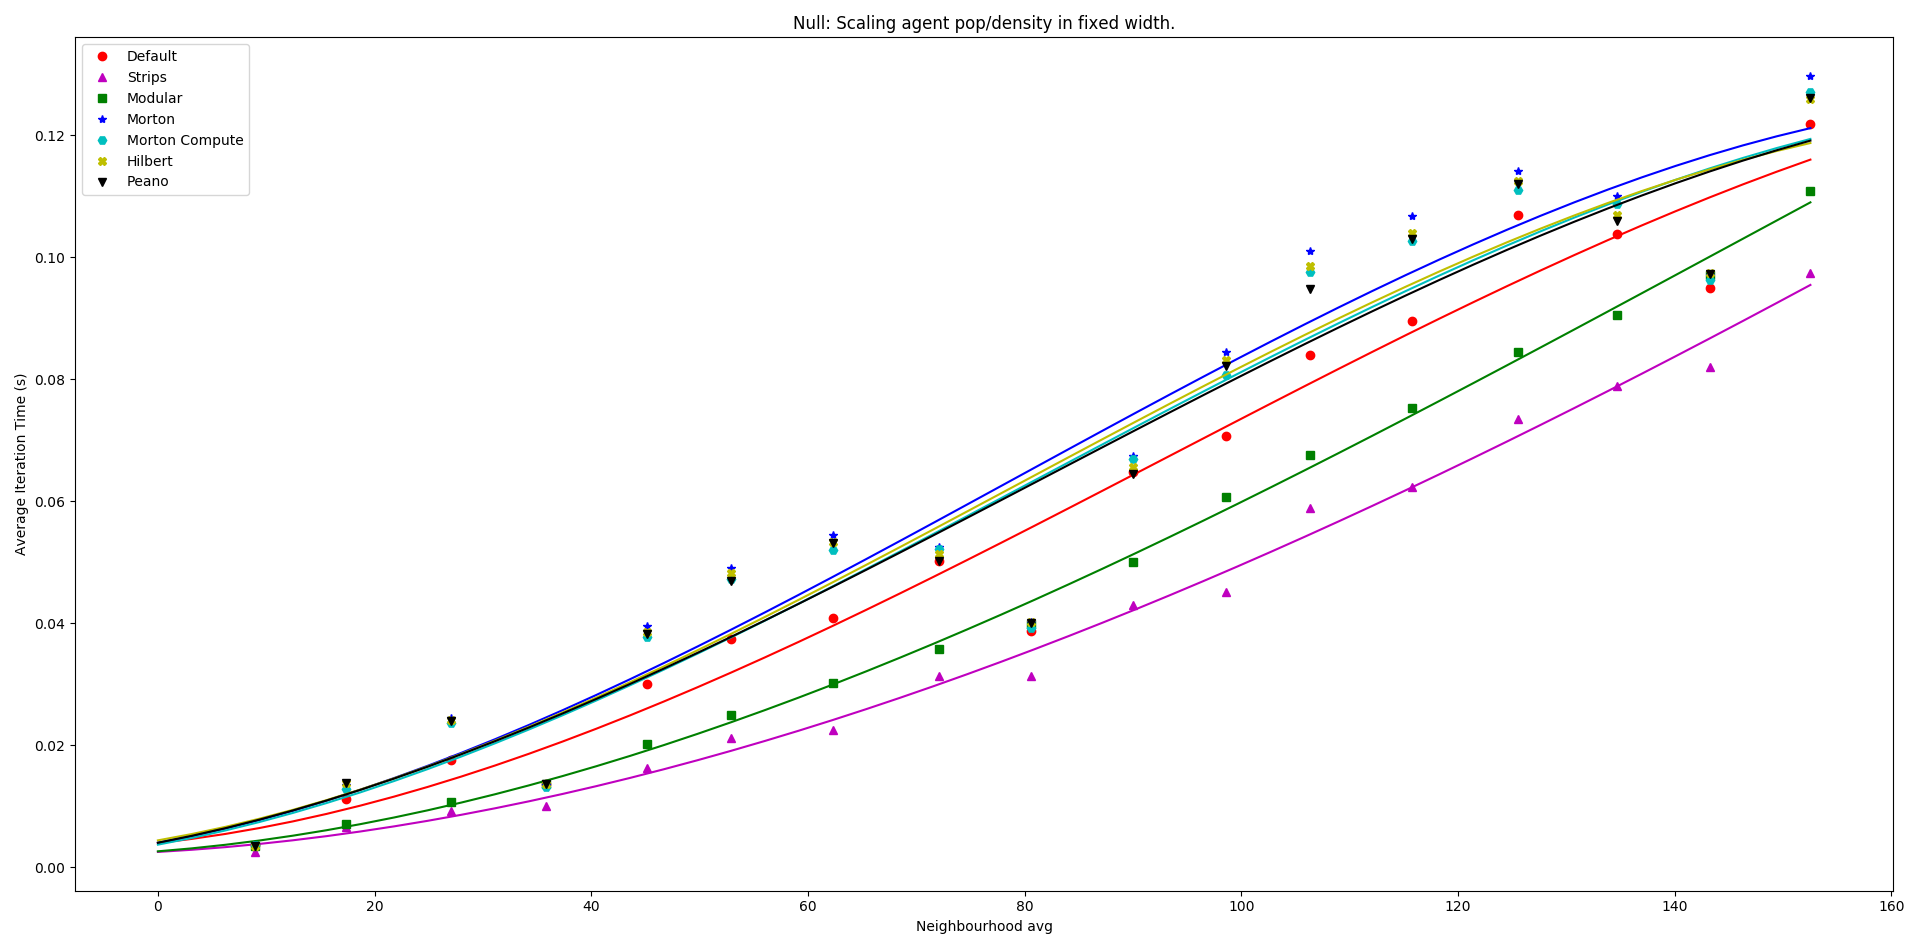 Null: Scaling agent pop/density in fixed width.
Default
Strips
Modular
Morton
Morton Compute
Hilbert
Peano
Average Iteration Time (s)
0.12
0.10
0.08
0.06
0.04
0.02
0.00
0 20 40 60 80 100 120 140 160
Neighbourhood avg